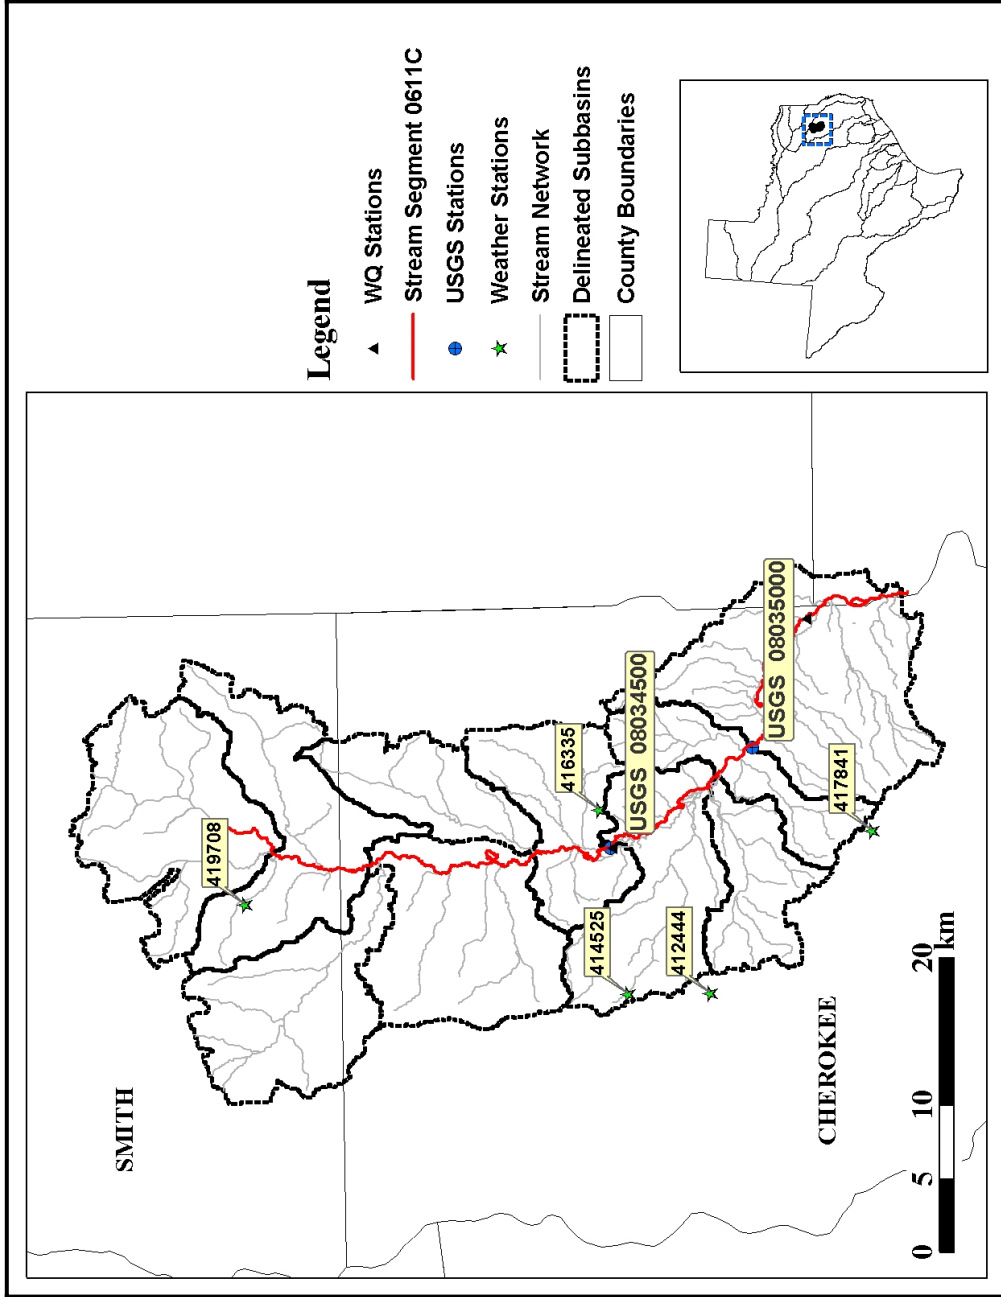 Legend
WQ Stations
Stream Segment 0611C
USGS Stations
Weather Stations
Stream Network
Delineated Subbasins
County Boundaries
SMITH
419708
416635
USGS 08034500
USGS 08035000
414525
412444
417841
CHEROKEE
0 5 10 20
km